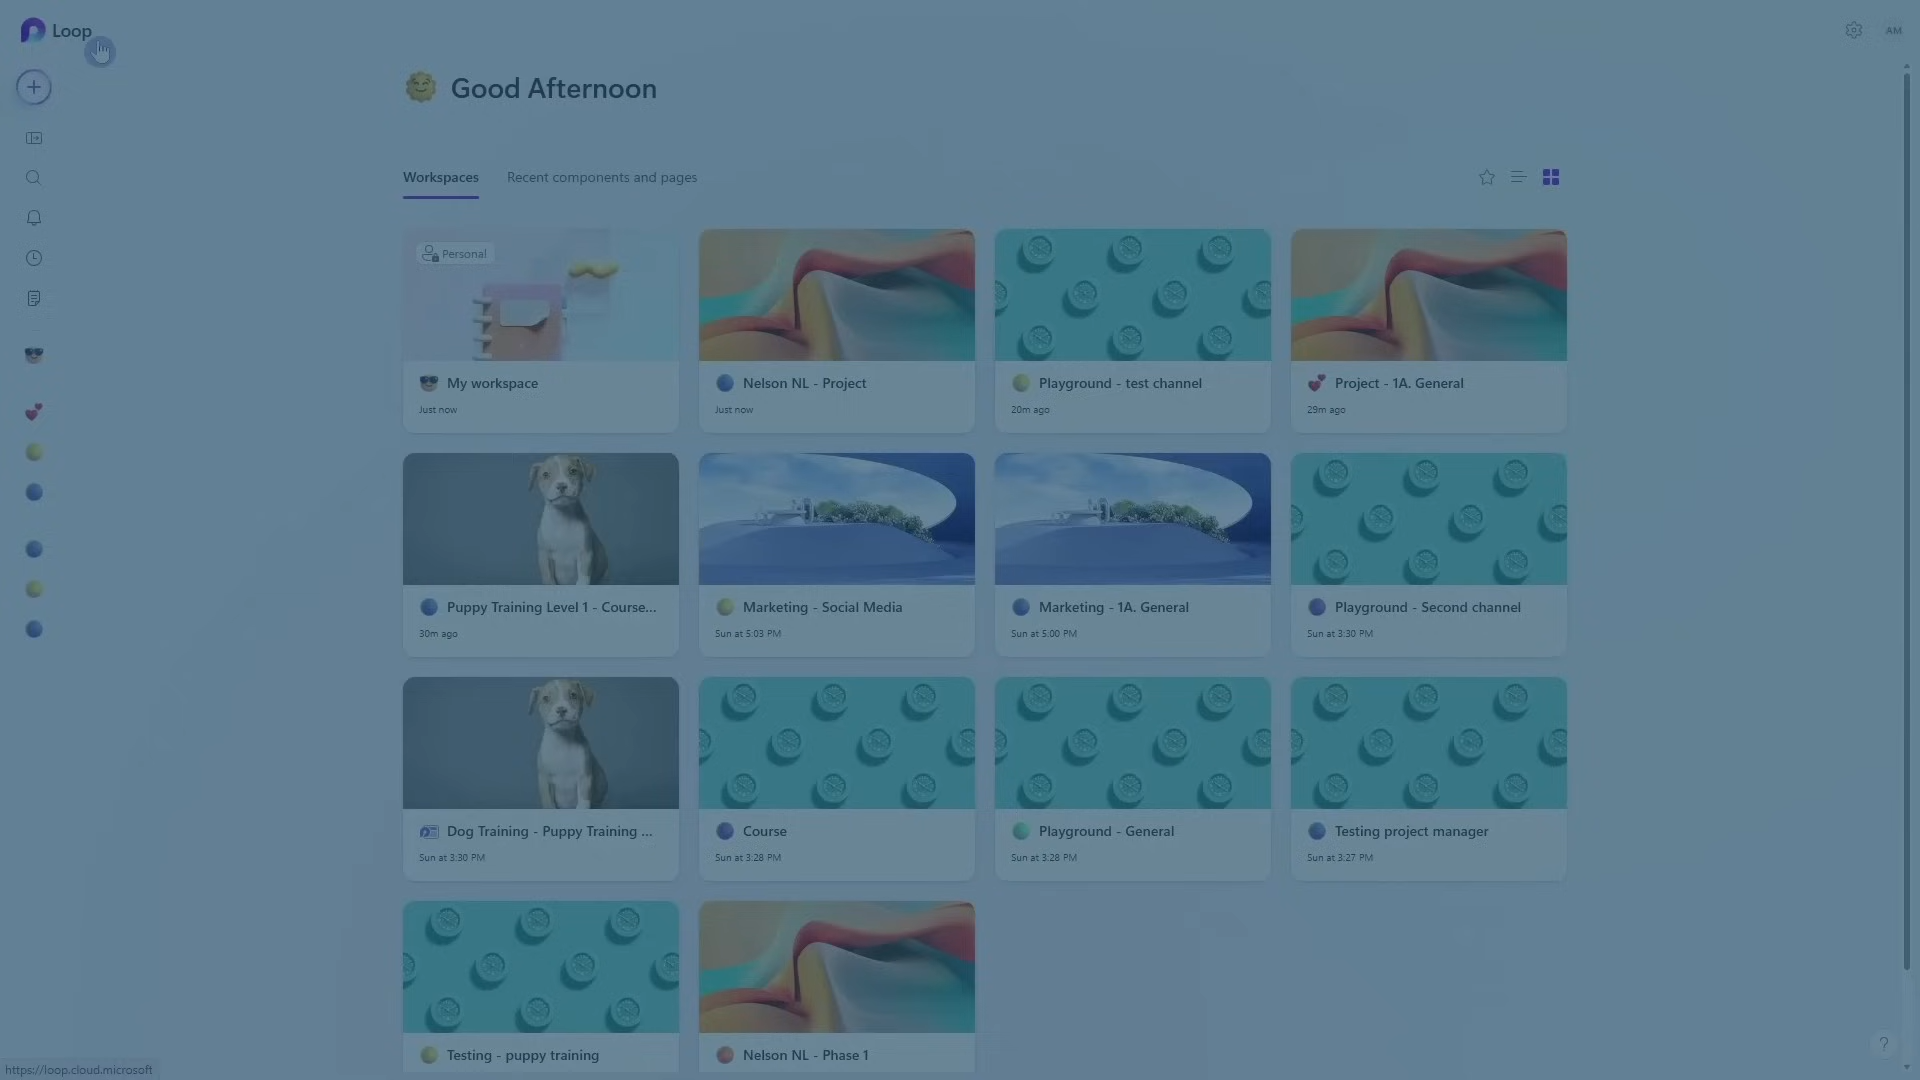 Loop
AM
Good Afternoon
Workspaces
Recent components and pages
Personal
My workspace
Just now
Nelson NL - Project
Just now
Playground - test channel
20m ago
Project - 1A. General
29m ago
Puppy Training Level 1 - Course...
30m ago
Marketing - Social Media
Sun at 5:03 PM
Marketing - 1A. General
Sun at 5:00 PM
Playground - Second channel
Sun at 3:30 PM
Dog Training - Puppy Training ...
Sun at 3:30 PM
Course
Sun at 3:28 PM
Playground - General
Sun at 3:28 PM
Testing project manager
Sun at 3:27 PM
Testing - puppy training
Nelson NL - Phase 1
?
https://loop.cloud.microsoft